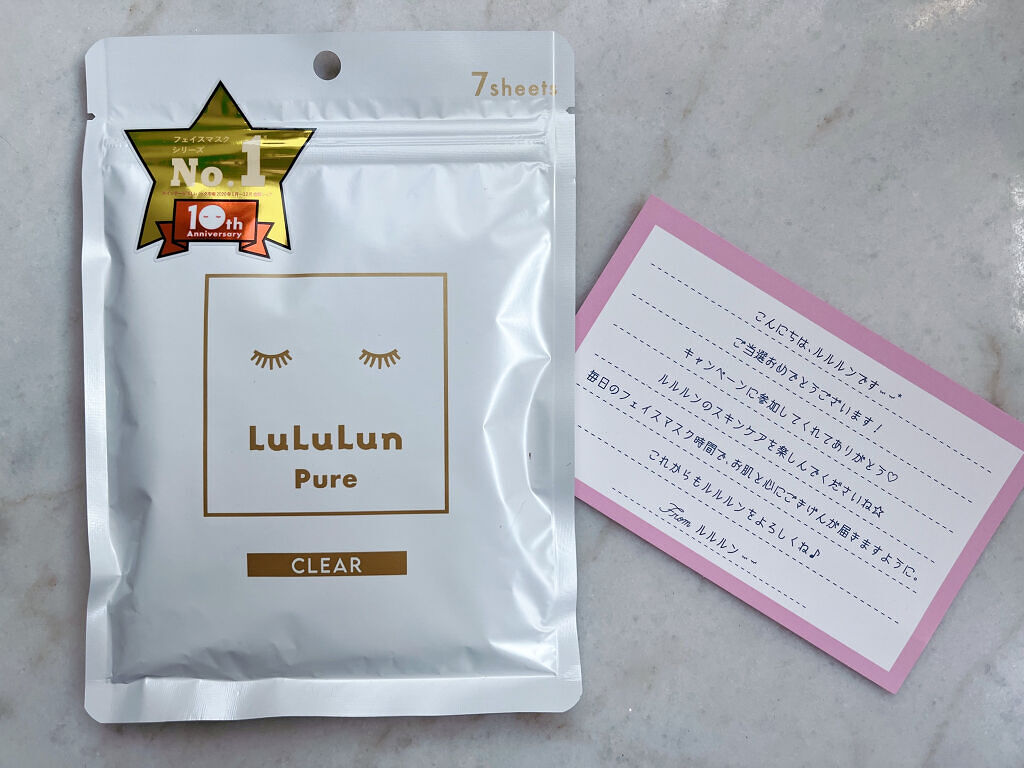 7sheets
フェイスマスク
シリーズ
No.1
10th
Anniversary
LuLuLun
Pure
CLEAR
こんにちは、ルルルンです
ご当選おめでとうございます！
キャンペーンに参加してくれてありがとう♡
ルルルンのスキンケアを楽しんでくださいね☆
毎日のフェイスマスク時間で、お肌と心にごきげんが届きますように。
これからもルルルンをよろしくね♪
From ルルルン